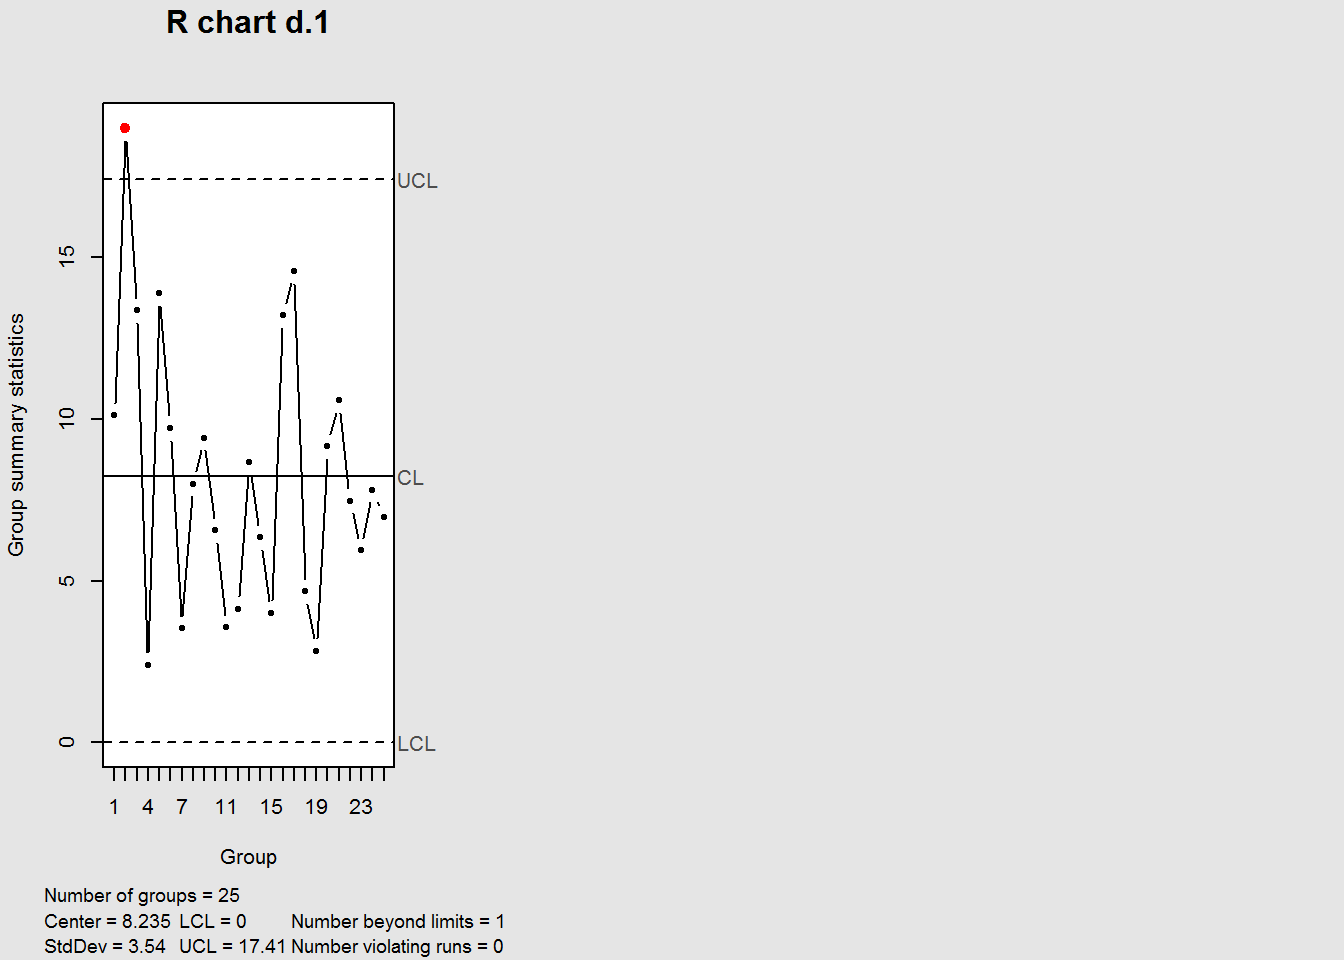 R chart d.1
Group summary statistics
UCL
CL
LCL
15
10
5
0
1 4 7 11 15 19 23
Group
Number of groups = 25
Center = 8.235 LCL = 0 Number beyond limits = 1
StdDev = 3.54 UCL = 17.41 Number violating runs = 0